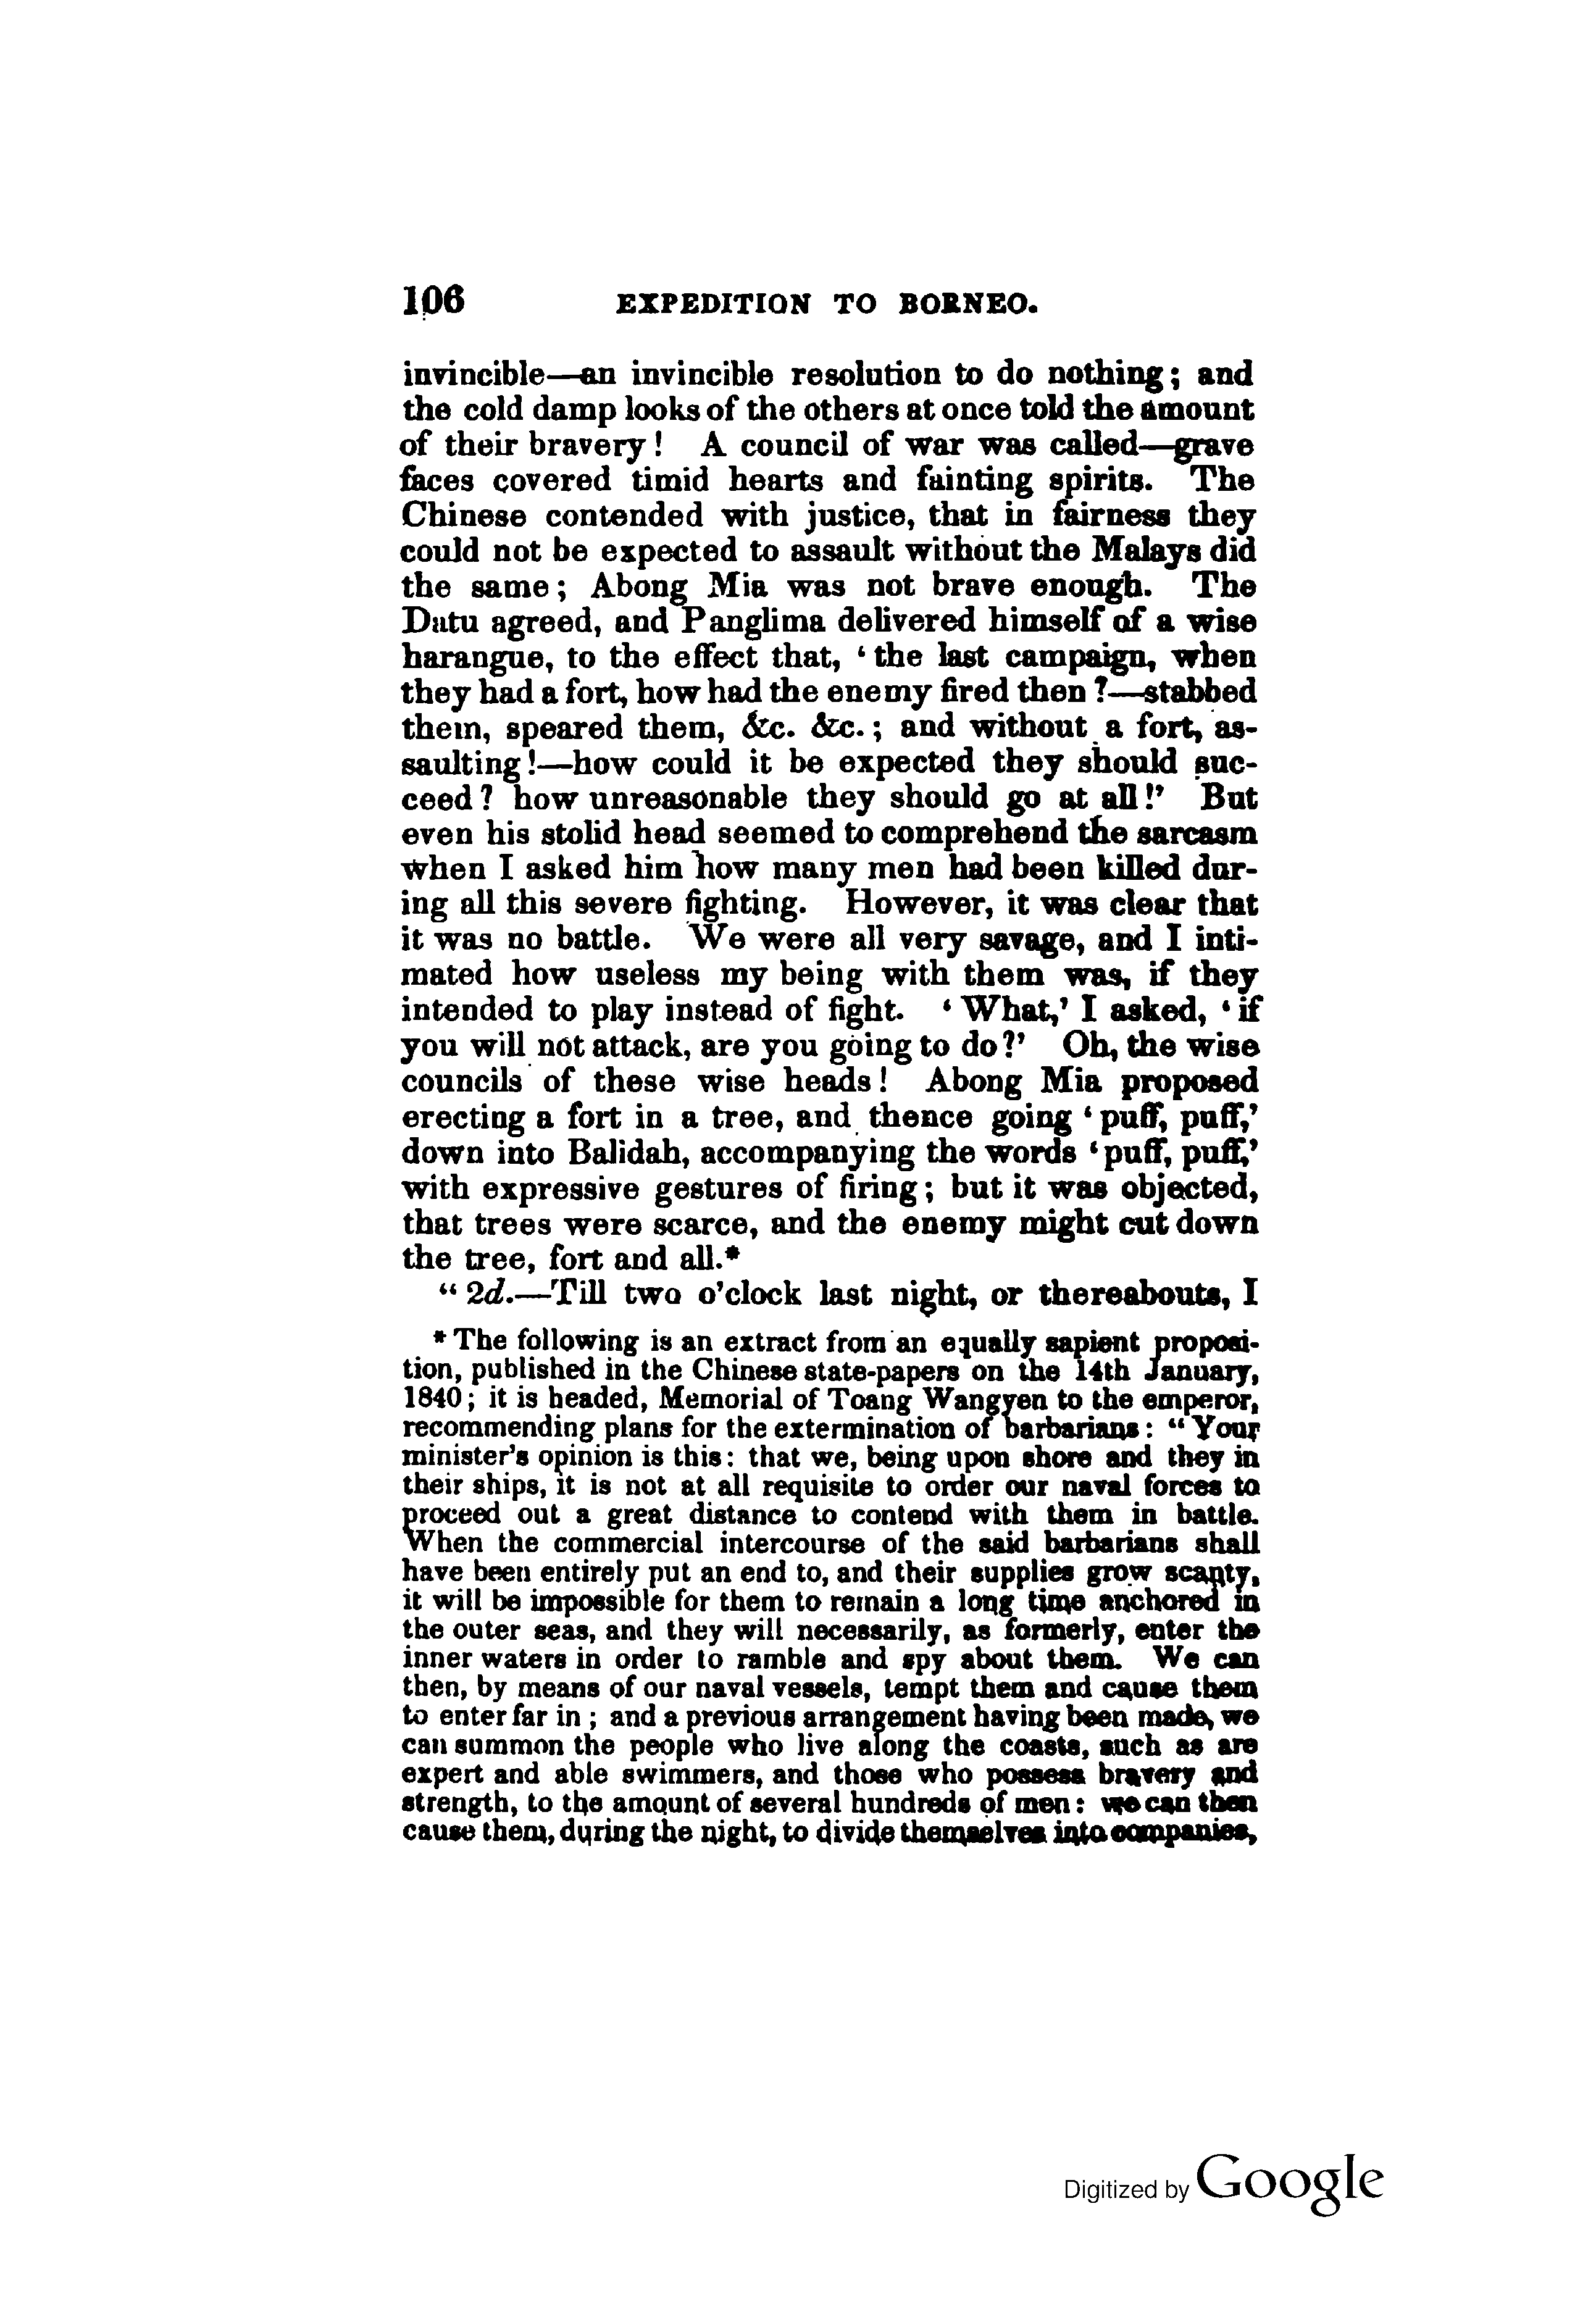 106 EXPEDITION TO BORNEO.
invincible—an invincible resolution to do nothing; and
the cold damp looks of the others at once told the amount
of their bravery! A council of war was called—grave
faces covered timid hearts and fainting spirits. The
Chinese contended with justice, that in fairness they
could not be expected to assault without the Malays did
the same; Abong Mia was not brave enough. The
Datu agreed, and Panglima delivered himself of a wise
harangue, to the effect that, ‘the last campaign, when
they had a fort, how had the enemy fired then?—stabbed
them, speared them, &c. &c.; and without a fort, as-
saulting!—how could it be expected they should suc-
ceed? how unreasonable they should go at all!’ But
even his stolid head seemed to comprehend the sarcasm
when I asked him how many men had been killed dur-
ing all this severe fighting. However, it was clear that
it was no battle. We were all very savage, and I inti-
mated how useless my being with them was, if they
intended to play instead of fight. ‘What,’ I asked, ‘if
you will not attack, are you going to do?’ Oh, the wise
councils of these wise heads! Abong Mia proposed
erecting a fort in a tree, and thence going ‘puff, puff,’
down into Balidah, accompanying the words ‘puff, puff,’
with expressive gestures of firing; but it was objected,
that trees were scarce, and the enemy might cut down
the tree, fort and all.*
“2d.—Till two o’clock last night, or thereabouts, I
* The following is an extract from an equally sapient proposi-
tion, published in the Chinese state-papers on the 14th January,
1840; it is headed, Memorial of Toang Wangyen to the emperor,
recommending plans for the extermination of barbarians: “Your
minister’s opinion is this: that we, being upon shore and they in
their ships, it is not at all requisite to order our naval forces to
proceed out a great distance to contend with them in battle.
When the commercial intercourse of the said barbarians shall
have been entirely put an end to, and their supplies grow scanty,
it will be impossible for them to remain a long time anchored in
the outer seas, and they will necessarily, as formerly, enter the
inner waters in order to ramble and spy about them. We can
then, by means of our naval vessels, tempt them and cause them
to enter far in; and a previous arrangement having been made, we
can summon the people who live along the coasts, such as are
expert and able swimmers, and those who possess bravery and
strength, to the amount of several hundreds of men: we can then
cause them, during the night, to divide themselves into companies,
Digitized by Google